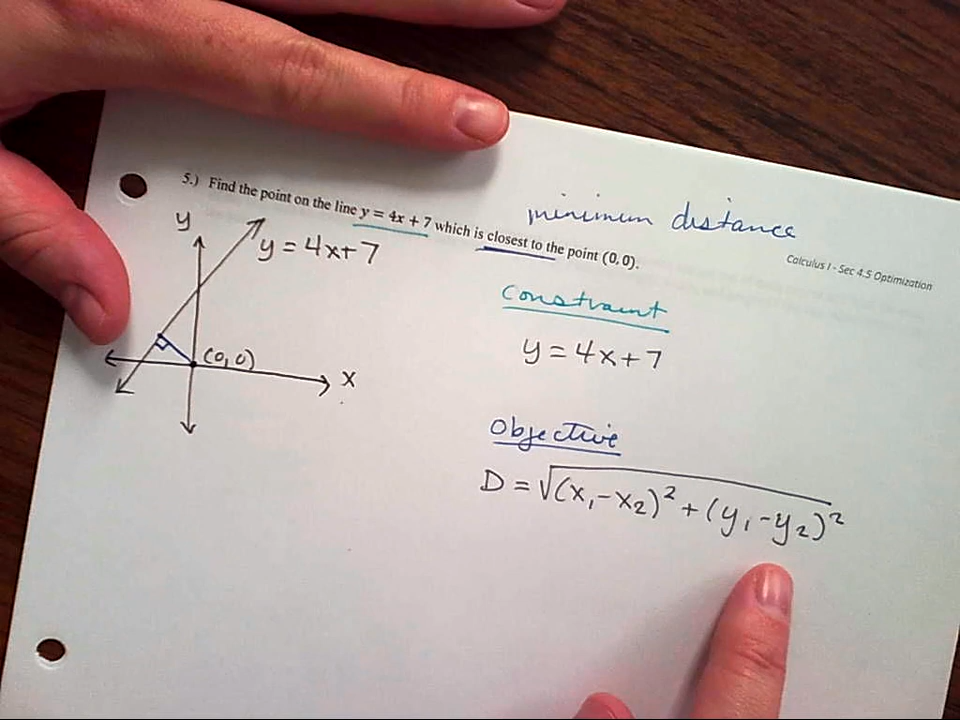 5.) Find the point on the line y = 4x + 7 which is closest to the point (0, 0).
minimum distance
Calculus I - Sec 4.5 Optimization
y
y = 4x+7
(0,0)
x
Constraint
y = 4x+7
Objective
D = √(x₁-x₂)² + (y₁-y₂)²